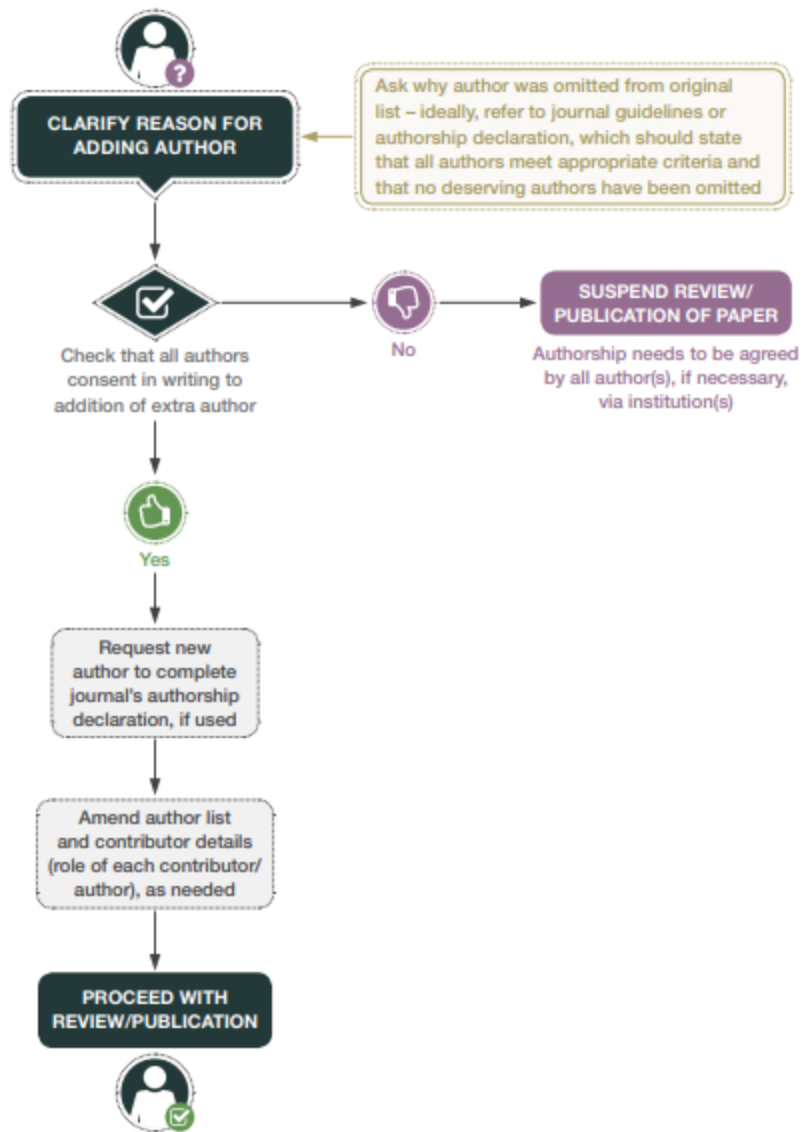 ?
CLARIFY REASON FOR
ADDING AUTHOR
Ask why author was omitted from original
list – ideally, refer to journal guidelines or
authorship declaration, which should state
that all authors meet appropriate criteria and
that no deserving authors have been omitted
Check that all authors
consent in writing to
addition of extra author
No
SUSPEND REVIEW/
PUBLICATION OF PAPER
Authorship needs to be agreed
by all author(s), if necessary,
via institution(s)
Yes
Request new
author to complete
journal's authorship
declaration, if used
Amend author list
and contributor details
(role of each contributor/
author), as needed
PROCEED WITH
REVIEW/PUBLICATION